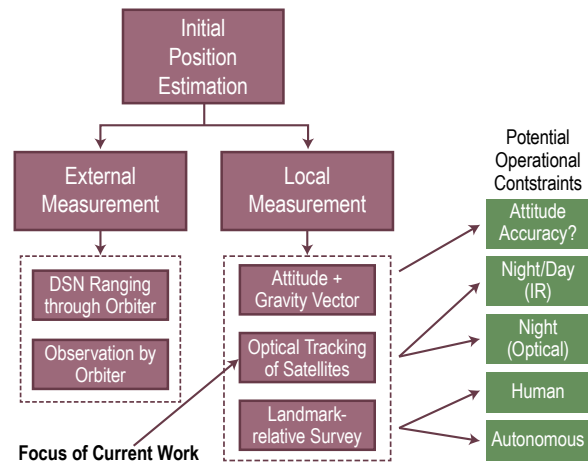 Initial
Position
Estimation
External
Measurement
Local
Measurement
DSN Ranging
through Orbiter
Observation by
Orbiter
Attitude +
Gravity Vector
Optical Tracking
of Satellites
Landmark-
relative Survey
Focus of Current Work
Potential
Operational
Contstraints
Attitude
Accuracy?
Night/Day
(IR)
Night
(Optical)
Human
Autonomous